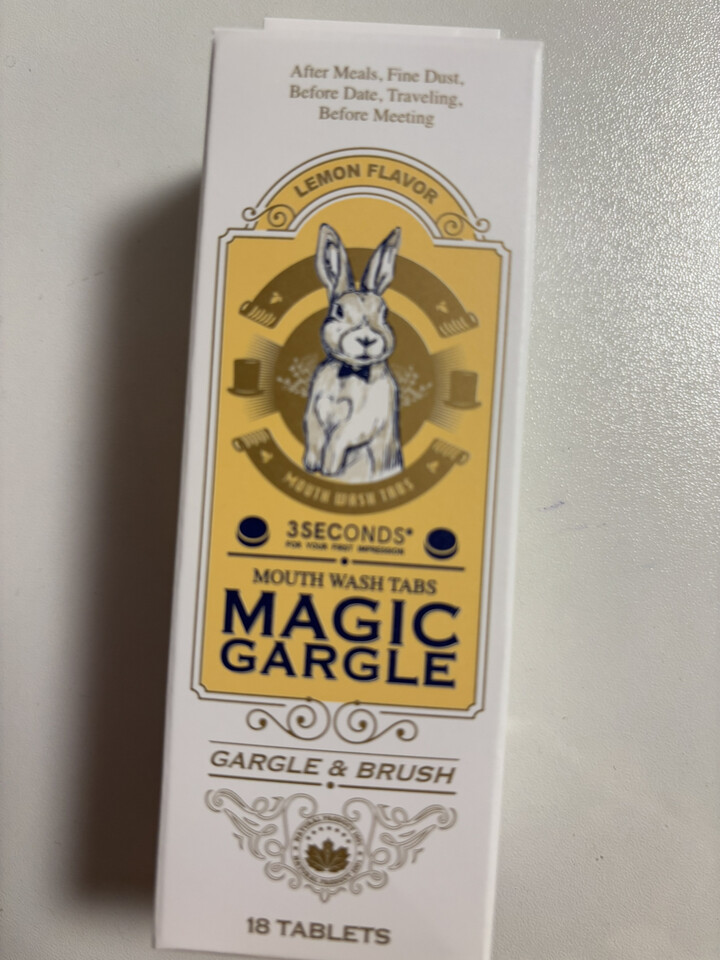 After Meals, Fine Dust,
Before Date, Traveling,
Before Meeting
LEMON FLAVOR
MOUTH WASH TABS
3SECONDS*
FOR YOUR FIRST IMPRESSION
MOUTH WASH TABS
MAGIC
GARGLE
GARGLE & BRUSH
18 TABLETS